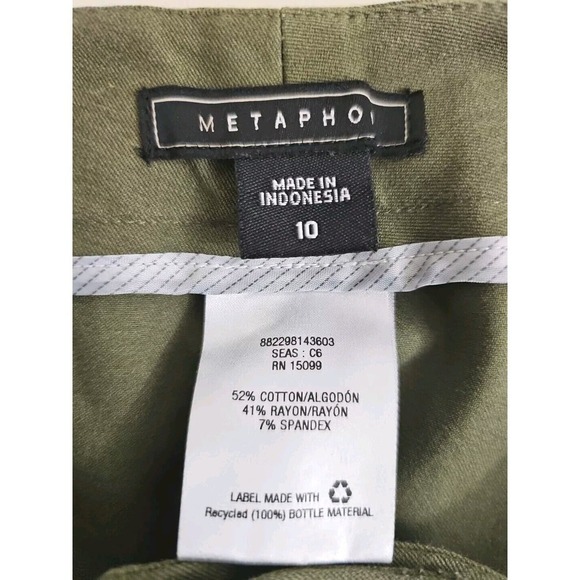 METAPHO
MADE IN
INDONESIA
10
882298143603
SEAS : C6
RN 15099
52% COTTON/ALGODÓN
41% RAYON/RAYÓN
7% SPANDEX
LABEL MADE WITH
Recycled (100%) BOTTLE MATERIAL